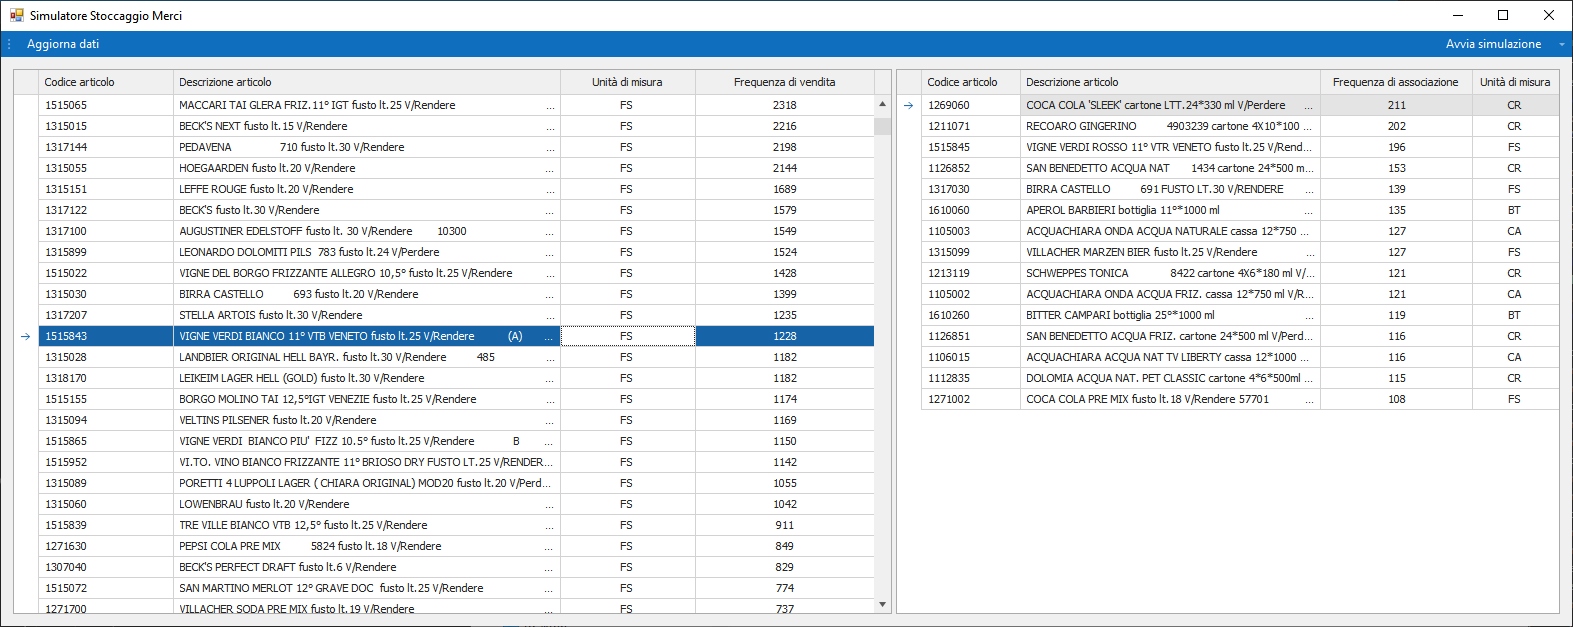 Simulatore Stoccaggio Merci
Aggiorna dati Avvia simulazione
Codice articolo Descrizione articolo Unità di misura Frequenza di vendita
1515065 MACCARI TAI GLERA FRIZ.11° IGT fusto lt.25 V/Rendere ... FS 2318
1315015 BECK'S NEXT fusto lt.15 V/Rendere ... FS 2216
1317144 PEDAVENA 710 fusto lt.30 V/Rendere ... FS 2198
1315055 HOEGAARDEN fusto lt.20 V/Rendere ... FS 2144
1315151 LEFFE ROUGE fusto lt.20 V/Rendere ... FS 1689
1317122 BECK'S fusto lt.30 V/Rendere ... FS 1579
1317100 AUGUSTINER EDELSTOFF fusto lt. 30 V/Rendere 10300 ... FS 1549
1315899 LEONARDO DOLOMITI PILS 783 fusto lt.24 V/Perdere ... FS 1524
1515022 VIGNE DEL BORGO FRIZZANTE ALLEGRO 10,5° fusto lt.25 V/Rendere ... FS 1428
1315030 BIRRA CASTELLO 693 fusto lt.20 V/Rendere ... FS 1399
1317207 STELLA ARTOIS fusto lt.30 V/Rendere ... FS 1235
1515843 VIGNE VERDI BIANCO 11° VTB VENETO fusto lt.25 V/Rendere (A) ... FS 1228
1315028 LANDBIER ORIGINAL HELL BAYR. fusto lt.30 V/Rendere 485 ... FS 1182
1318170 LEIKEIM LAGER HELL (GOLD) fusto lt.30 V/Rendere ... FS 1182
1515155 BORGO MOLINO TAI 12,5°IGT VENEZIE fusto lt.25 V/Rendere ... FS 1174
1315094 VELTINS PILSENER fusto lt.20 V/Rendere ... FS 1169
1515865 VIGNE VERDI BIANCO PIU' FIZZ 10.5° fusto lt.25 V/Rendere B ... FS 1150
1515952 VI.TO. VINO BIANCO FRIZZANTE 11° BRIOSO DRY FUSTO LT.25 V/RENDER... FS 1142
1315089 PORETTI 4 LUPPOLI LAGER ( CHIARA ORIGINAL) MOD20 fusto lt.20 V/Perd... FS 1055
1315060 LOWENBRAU fusto lt.20 V/Rendere ... FS 1042
1515839 TRE VILLE BIANCO VTB 12,5° fusto lt.25 V/Rendere ... FS 911
1271630 PEPSI COLA PRE MIX 5824 fusto lt.18 V/Rendere ... FS 849
1307040 BECK'S PERFECT DRAFT fusto lt.6 V/Rendere ... FS 829
1515072 SAN MARTINO MERLOT 12° GRAVE DOC fusto lt.25 V/Rendere ... FS 774
1271700 VILLACHER SODA PRE MIX fusto lt.19 V/Rendere ... FS 737
Codice articolo Descrizione articolo Frequenza di associazione Unità di misura
1269060 COCA COLA 'SLEEK' cartone LTT.24*330 ml V/Perdere ... 211 CR
1211071 RECOARO GINGERINO 4903239 cartone 4X10*100 ... 202 CR
1515845 VIGNE VERDI ROSSO 11° VTR VENETO fusto lt.25 V/Rend... 196 FS
1126852 SAN BENEDETTO ACQUA NAT 1434 cartone 24*500 m... 153 CR
1317030 BIRRA CASTELLO 691 FUSTO LT.30 V/RENDERE ... 139 FS
1610060 APEROL BARBIERI bottiglia 11°*1000 ml ... 135 BT
1105003 ACQUACHIARA ONDA ACQUA NATURALE cassa 12*750 ... 127 CA
1315099 VILLACHER MARZEN BIER fusto lt.25 V/Rendere ... 127 FS
1213119 SCHWEPPES TONICA 8422 cartone 4X6*180 ml V/... 121 CR
1105002 ACQUACHIARA ONDA ACQUA FRIZ. cassa 12*750 ml V/R... 121 CA
1610260 BITTER CAMPARI bottiglia 25°*1000 ml ... 119 BT
1126851 SAN BENEDETTO ACQUA FRIZ. cartone 24*500 ml V/Perd... 116 CR
1106015 ACQUACHIARA ACQUA NAT TV LIBERTY cassa 12*1000 ... 116 CA
1112835 DOLOMIA ACQUA NAT. PET CLASSIC cartone 4*6*500ml ... 115 CR
1271002 COCA COLA PRE MIX fusto lt.18 V/Rendere 57701 ... 108 FS